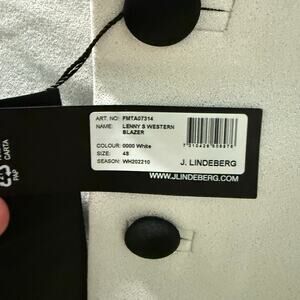 ART. NO: FMTA07314
NAME: LENNY S WESTERN
BLAZER
COLOUR: 0000 White
SIZE: 48
SEASON: WH202210
J. LINDEBERG
WWW.JLINDEBERG.COM
CARTA
PAP